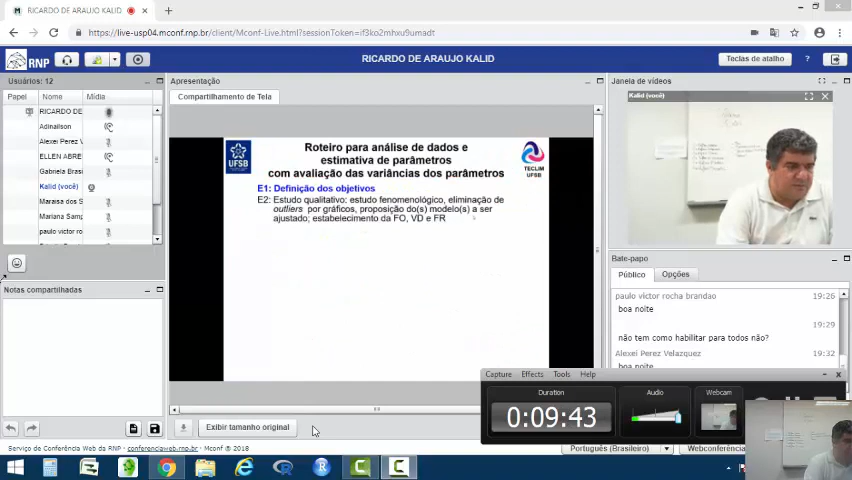 RICARDO DE ARAUJO KALID
https://live-usp04.mconf.rnp.br/client/Mconf-Live.html?sessionToken=if3ko2mhxu9umadt
RNP
RICARDO DE ARAUJO KALID
Teclas de atalho
?
Usuários: 12
Apresentação
Janela de vídeos
Papel
Nome
Mídia
Compartilhamento de Tela
Kalid (você)
RICARDO DE
Adinailson
Alexei Perez V
ELLEN ABRE
Gabriela Bras
Kalid (você)
Maraisa dos S
Mariana Samp
paulo victor ro
UFSB
Roteiro para análise de dados e
estimativa de parâmetros
com avaliação das variâncias dos parâmetros
TECLIM
UFSB
E1: Definição dos objetivos
E2: Estudo qualitativo: estudo fenomenológico, eliminação de
outliers por gráficos, proposição do(s) modelo(s) a ser
ajustado; estabelecimento da FO, VD e FR
Bate-papo
Público
Opções
paulo victor rocha brandao 19:26
boa noite
19:29
não tem como habilitar para todos não?
Alexei Perez Velazquez 19:32
boa noite
Notas compartilhadas
Capture
Effects
Tools
Help
Duration
Audio
Webcam
0:09:43
Exibir tamanho original
Serviço de Conferência Web da RNP - conferenciaweb.rnp.br - Mconf ® 2018
Português (Brasileiro)
Webconferência